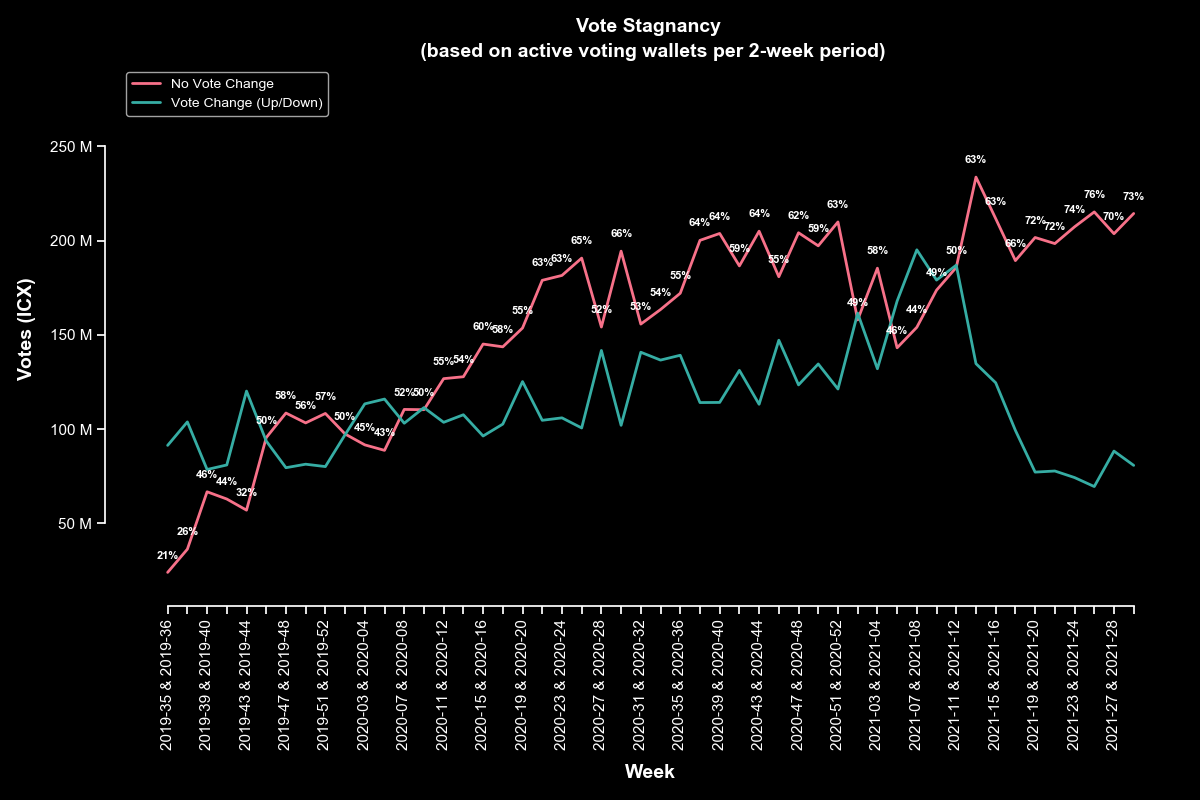 Vote Stagnancy
(based on active voting wallets per 2-week period)
No Vote Change
Vote Change (Up/Down)
250 M
200 M
150 M
100 M
50 M
Votes (ICX)
21%
26%
46%
44%
32%
50%
58%
56%
57%
50%
45%
43%
52%
50%
55%
54%
60%
58%
55%
63%
63%
65%
52%
66%
53%
54%
55%
64%
64%
59%
64%
55%
62%
59%
63%
49%
58%
46%
44%
49%
50%
63%
63%
66%
72%
72%
74%
76%
70%
73%
2019-35 & 2019-36
2019-39 & 2019-40
2019-43 & 2019-44
2019-47 & 2019-48
2019-51 & 2019-52
2020-03 & 2020-04
2020-07 & 2020-08
2020-11 & 2020-12
2020-15 & 2020-16
2020-19 & 2020-20
2020-23 & 2020-24
2020-27 & 2020-28
2020-31 & 2020-32
2020-35 & 2020-36
2020-39 & 2020-40
2020-43 & 2020-44
2020-47 & 2020-48
2020-51 & 2020-52
2021-03 & 2021-04
2021-07 & 2021-08
2021-11 & 2021-12
2021-15 & 2021-16
2021-19 & 2021-20
2021-23 & 2021-24
2021-27 & 2021-28
Week